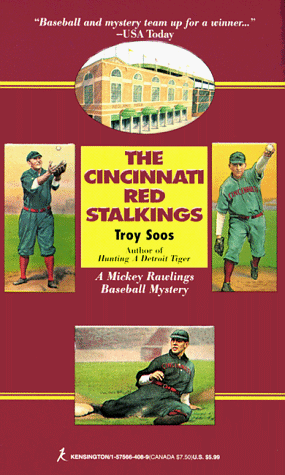 "Baseball and mystery team up for a winner..."
–USA Today
THE
CINCINNATI
RED
STALKINGS
Troy Soos
Author of
Hunting A Detroit Tiger
A Mickey Rawlings
Baseball Mystery
KENSINGTON/1-57566-408-9(CANADA $7.50)U.S. $5.99